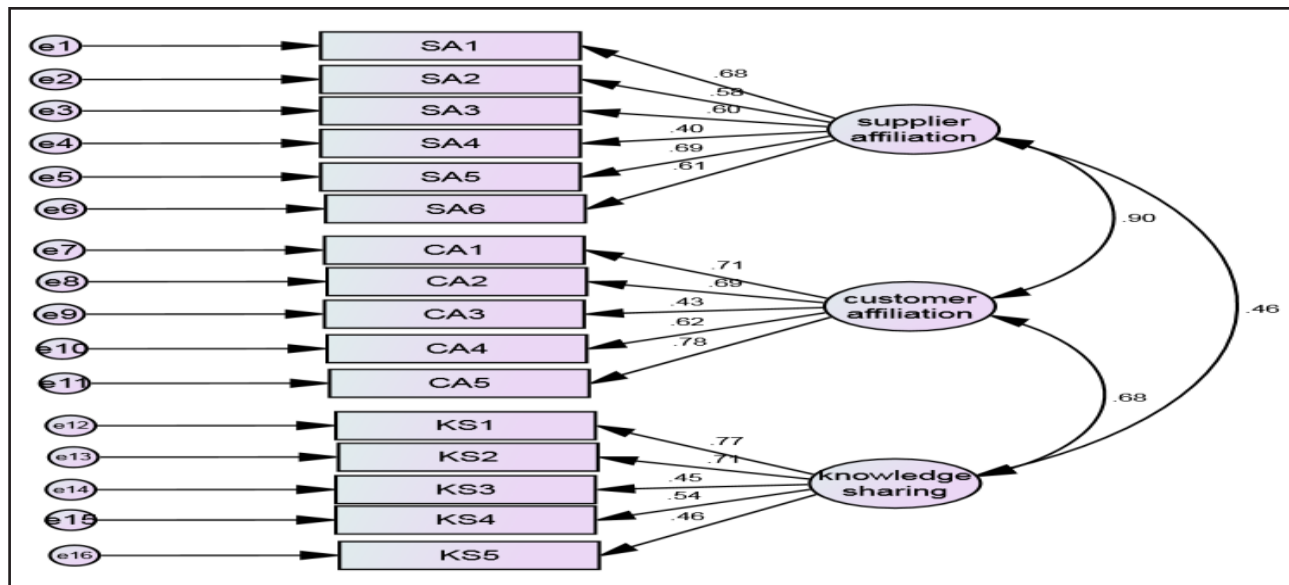 e1
SA1
.68
e2
SA2
.58
e3
SA3
.60
e4
SA4
.40
e5
SA5
.69
e6
SA6
.61
supplier
affiliation
.90
e7
CA1
.71
e8
CA2
.69
e9
CA3
.43
e10
CA4
.62
e11
CA5
.78
customer
affiliation
.46
.68
e12
KS1
.77
e13
KS2
.71
e14
KS3
.45
e15
KS4
.54
e16
KS5
.46
knowledge
sharing